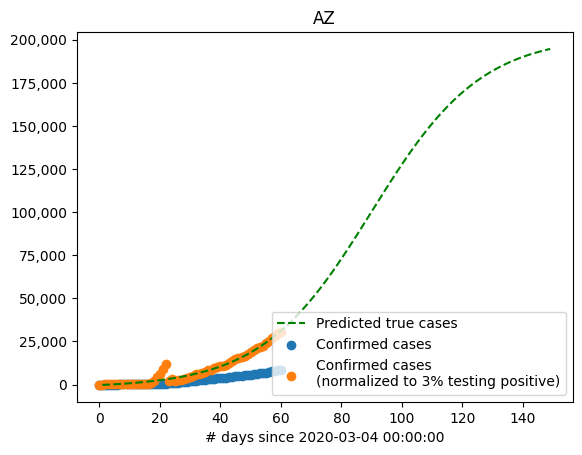 AZ
200,000
175,000
150,000
125,000
100,000
75,000
50,000
25,000
0
Predicted true cases
Confirmed cases
Confirmed cases
(normalized to 3% testing positive)
0 20 40 60 80 100 120 140
# days since 2020-03-04 00:00:00